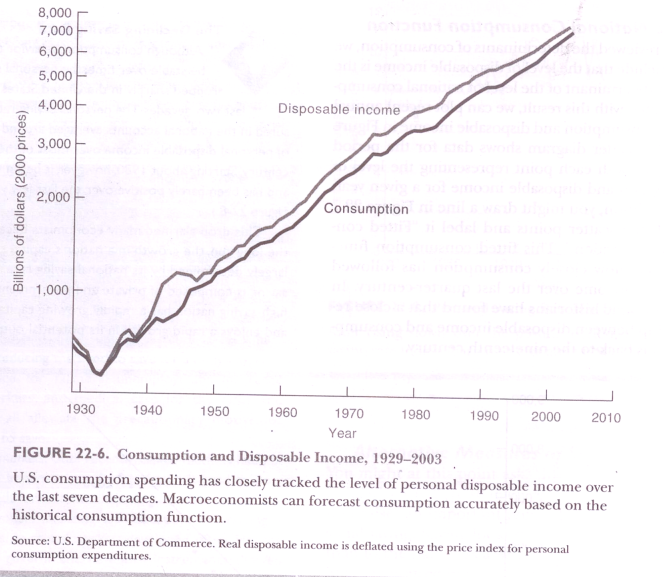 8,000
7,000
6,000
5,000
4,000
3,000
2,000
1,000
Billions of dollars (2000 prices)
Disposable income
Consumption
1930 1940 1950 1960 1970 1980 1990 2000 2010
Year
FIGURE 22-6. Consumption and Disposable Income, 1929–2003
U.S. consumption spending has closely tracked the level of personal disposable income over
the last seven decades. Macroeconomists can forecast consumption accurately based on the
historical consumption function.
Source: U.S. Department of Commerce. Real disposable income is deflated using the price index for personal
consumption expenditures.